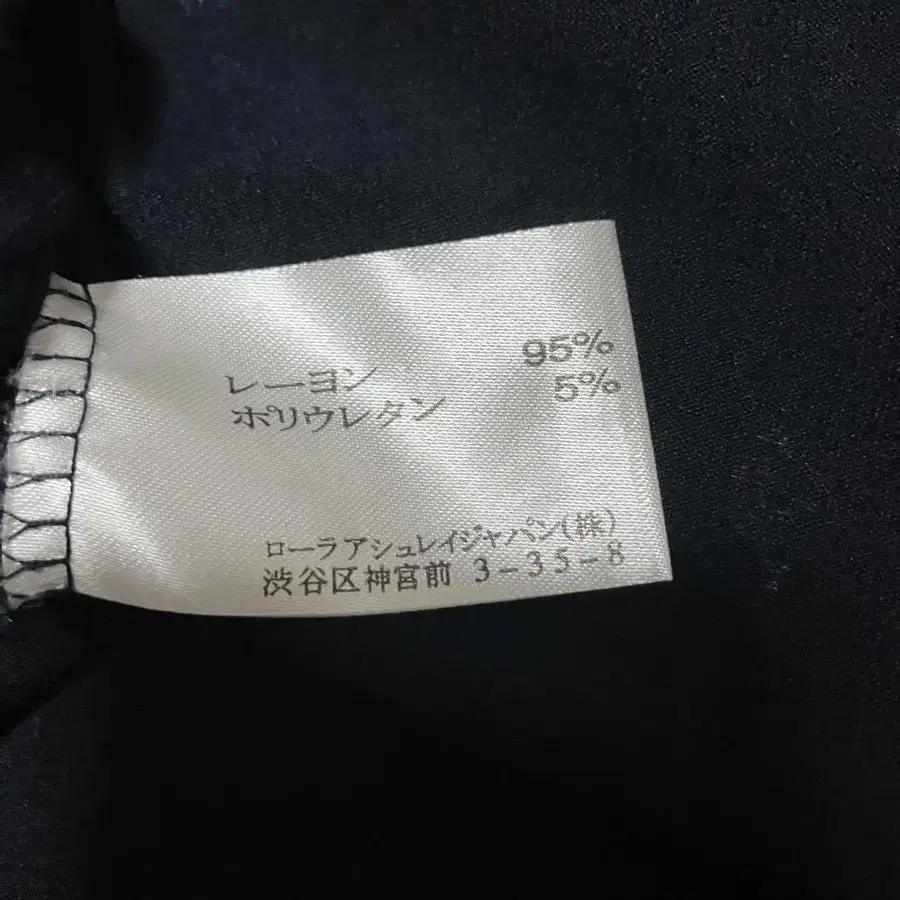 レーヨン 95%
ポリウレタン 5%
ローラアシュレイジャパン(株)
渋谷区神宮前 3-35-8